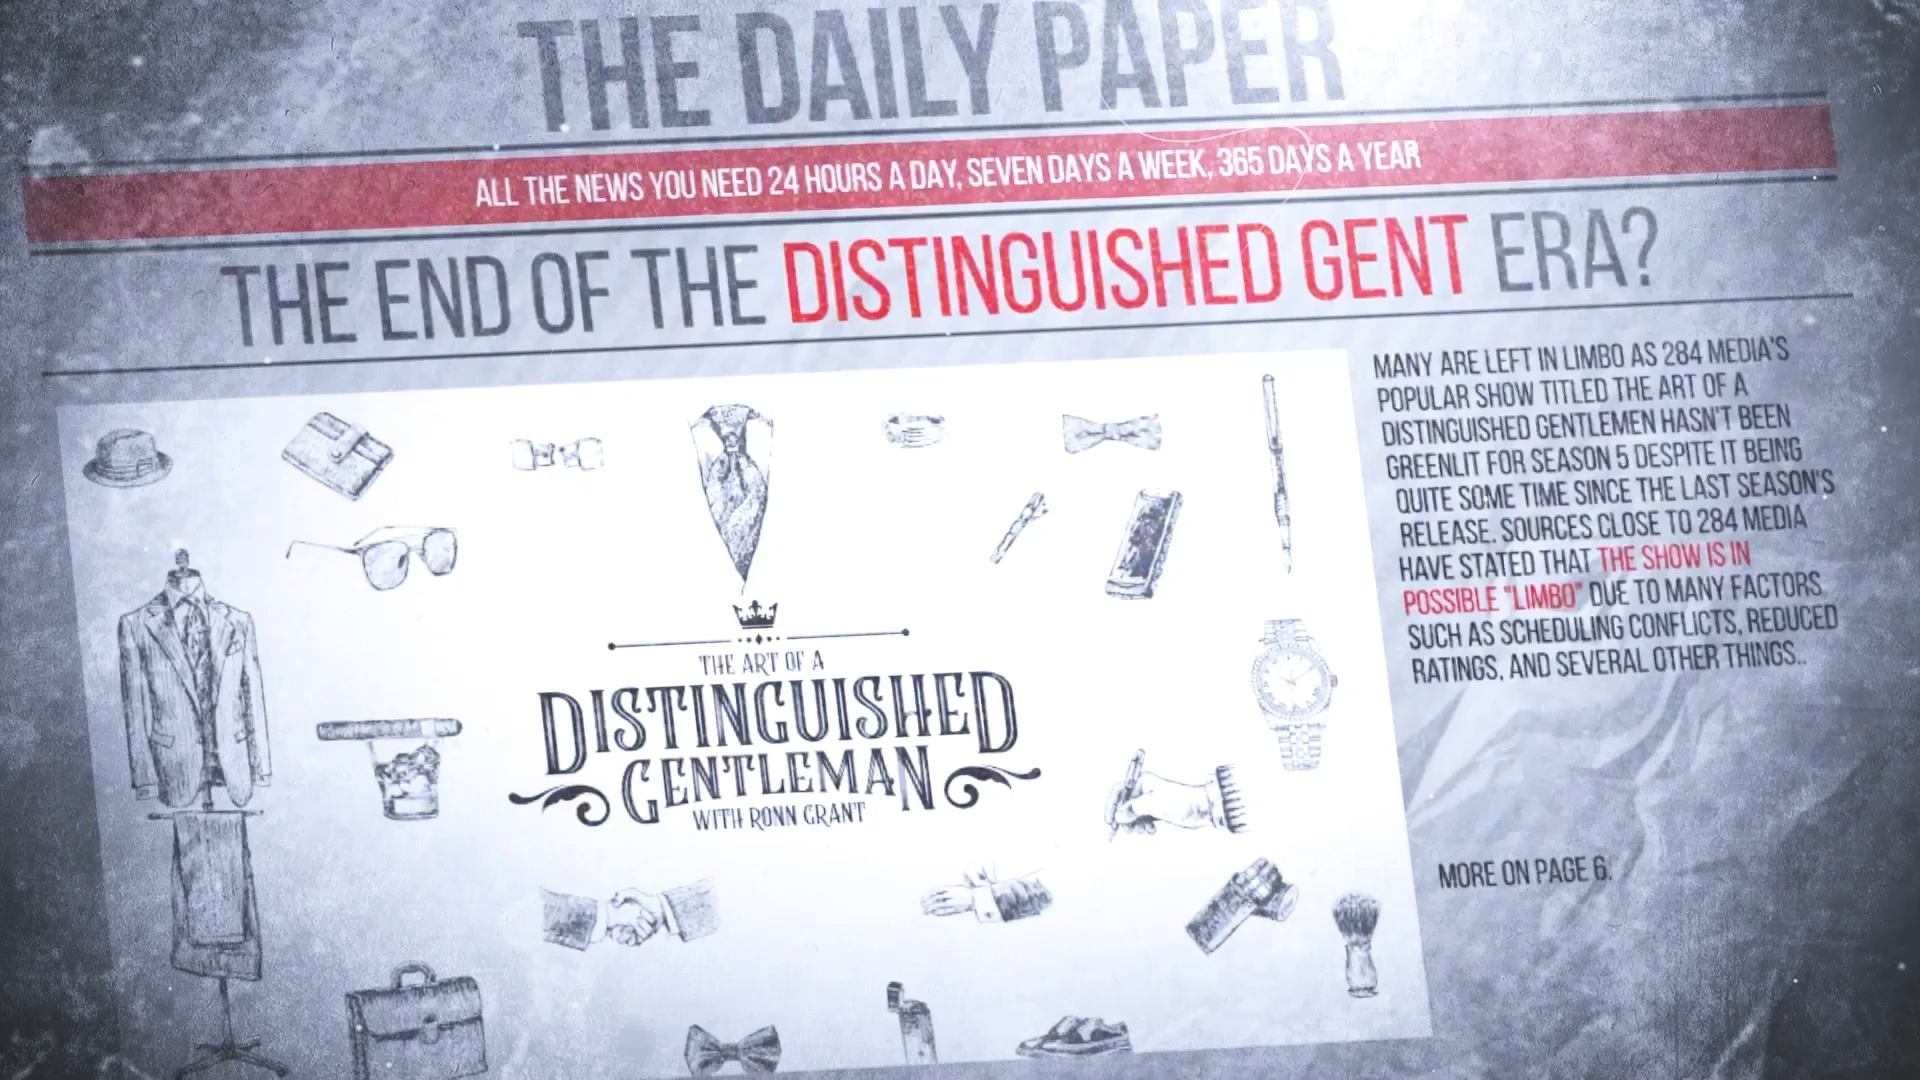 THE DAILY PAPER
ALL THE NEWS YOU NEED 24 HOURS A DAY, SEVEN DAYS A WEEK, 365 DAYS A YEAR
THE END OF THE DISTINGUISHED GENT ERA?
THE ART OF A
DISTINGUISHED
GENTLEMAN
WITH RONN GRANT
MANY ARE LEFT IN LIMBO AS 284 MEDIA'S
POPULAR SHOW TITLED THE ART OF A
DISTINGUISHED GENTLEMEN HASN'T BEEN
GREENLIT FOR SEASON 5 DESPITE IT BEING
QUITE SOME TIME SINCE THE LAST SEASON'S
RELEASE. SOURCES CLOSE TO 284 MEDIA
HAVE STATED THAT THE SHOW IS IN
POSSIBLE "LIMBO" DUE TO MANY FACTORS
SUCH AS SCHEDULING CONFLICTS, REDUCED
RATINGS, AND SEVERAL OTHER THINGS..
MORE ON PAGE 6.